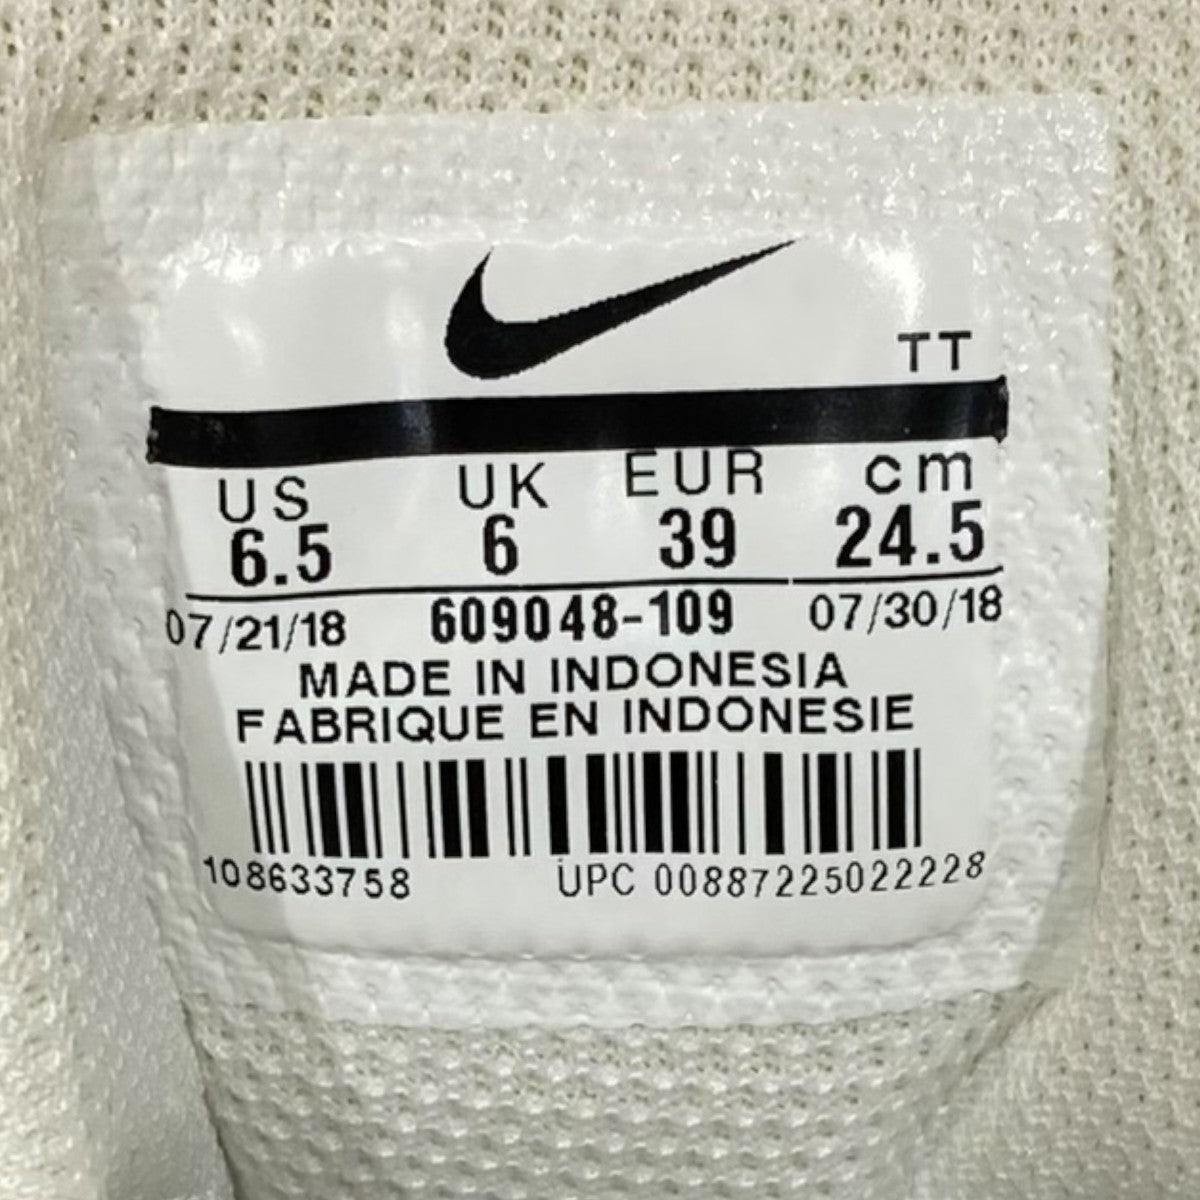 TT
US UK EUR cm
6.5 6 39 24.5
07/21/18 609048-109 07/30/18
MADE IN INDONESIA
FABRIQUE EN INDONESIE
108633758 UPC 00887225022228